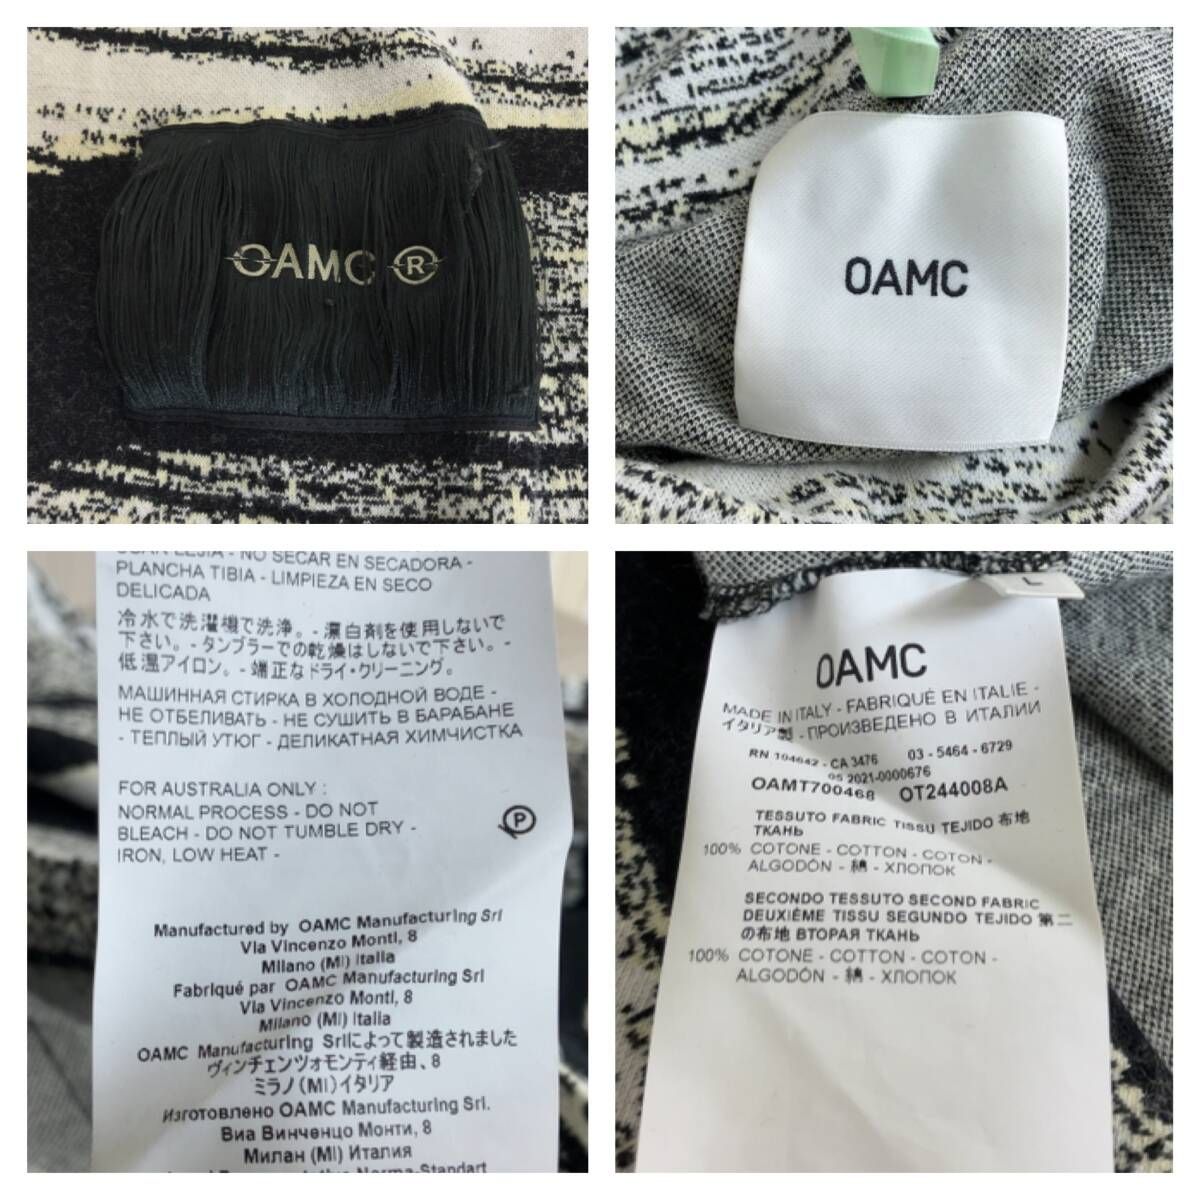 OAMC ®
OAMC
PLANCHA TIBIA - LIMPIEZA EN SECO
DELICADA
冷水で洗濯機で洗浄。- 漂白剤を使用しないで
下さい。- タンブラーでの乾燥はしないで下さい。-
低温アイロン。- 端正なドライ・クリーニング。
МАШИННАЯ СТИРКА В ХОЛОДНОЙ ВОДЕ -
НЕ ОТБЕЛИВАТЬ - НЕ СУШИТЬ В БАРАБАНЕ
- ТЕПЛЫЙ УТЮГ - ДЕЛИКАТНАЯ ХИМЧИСТКА
FOR AUSTRALIA ONLY :
NORMAL PROCESS - DO NOT
BLEACH - DO NOT TUMBLE DRY -
IRON, LOW HEAT -
P
Manufactured by OAMC Manufacturing Srl
Via Vincenzo Monti, 8
Milano (MI) Italia
Fabriqué par OAMC Manufacturing Srl
Via Vincenzo Monti, 8
Milano (MI) Italia
OAMC Manufacturing Srlによって製造されました
ヴィンチェンツォモンティ経由、8
ミラノ(MI)イタリア
Изготовлено OAMC Manufacturing Srl.
Виа Винченцо Монти, 8
Милан (MI) Италия
L
OAMC
MADE IN ITALY - FABRIQUÉ EN ITALIE -
イタリア製 - ПРОИЗВЕДЕНО В ИТАЛИИ
RN 104642 - CA 3476 03 - 5464 - 6729
05 2021-0000676
OAMT700468 OT244008A
TESSUTO FABRIC TISSU TEJIDO 布地
ТКАНЬ
100% COTONE - COTTON - COTON -
ALGODÓN - 綿 - ХЛОПОК
SECONDO TESSUTO SECOND FABRIC
DEUXIÈME TISSU SEGUNDO TEJIDO 第二
の布地 ВТОРАЯ ТКАНЬ
100% COTONE - COTTON - COTON -
ALGODÓN - 綿 - ХЛОПОК